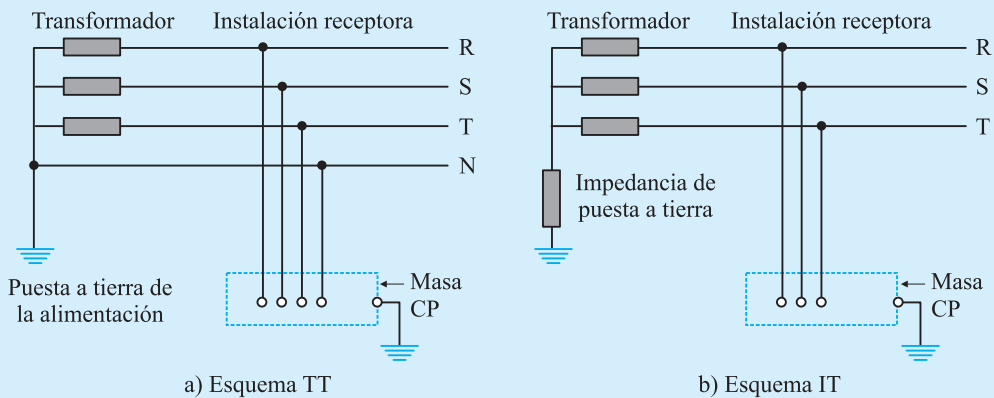 Transformador
Instalación receptora
R
S
T
N
Puesta a tierra de
la alimentación
Masa
CP
a) Esquema TT
Transformador
Instalación receptora
R
S
T
Impedancia de
puesta a tierra
Masa
CP
b) Esquema IT